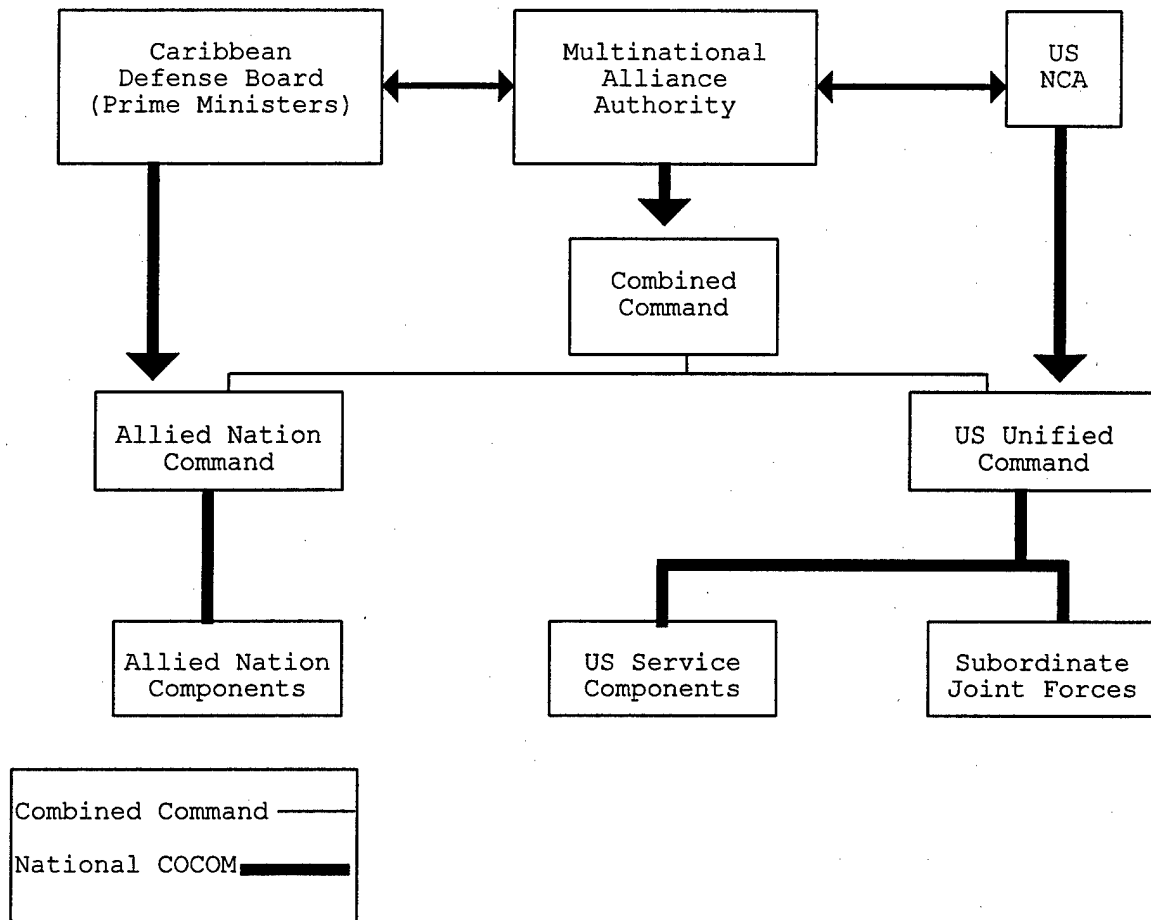 Caribbean
Defense Board
(Prime Ministers)
Multinational
Alliance
Authority
US
NCA
Combined
Command
Allied Nation
Command
US Unified
Command
Allied Nation
Components
US Service
Components
Subordinate
Joint Forces
Combined Command
National COCOM